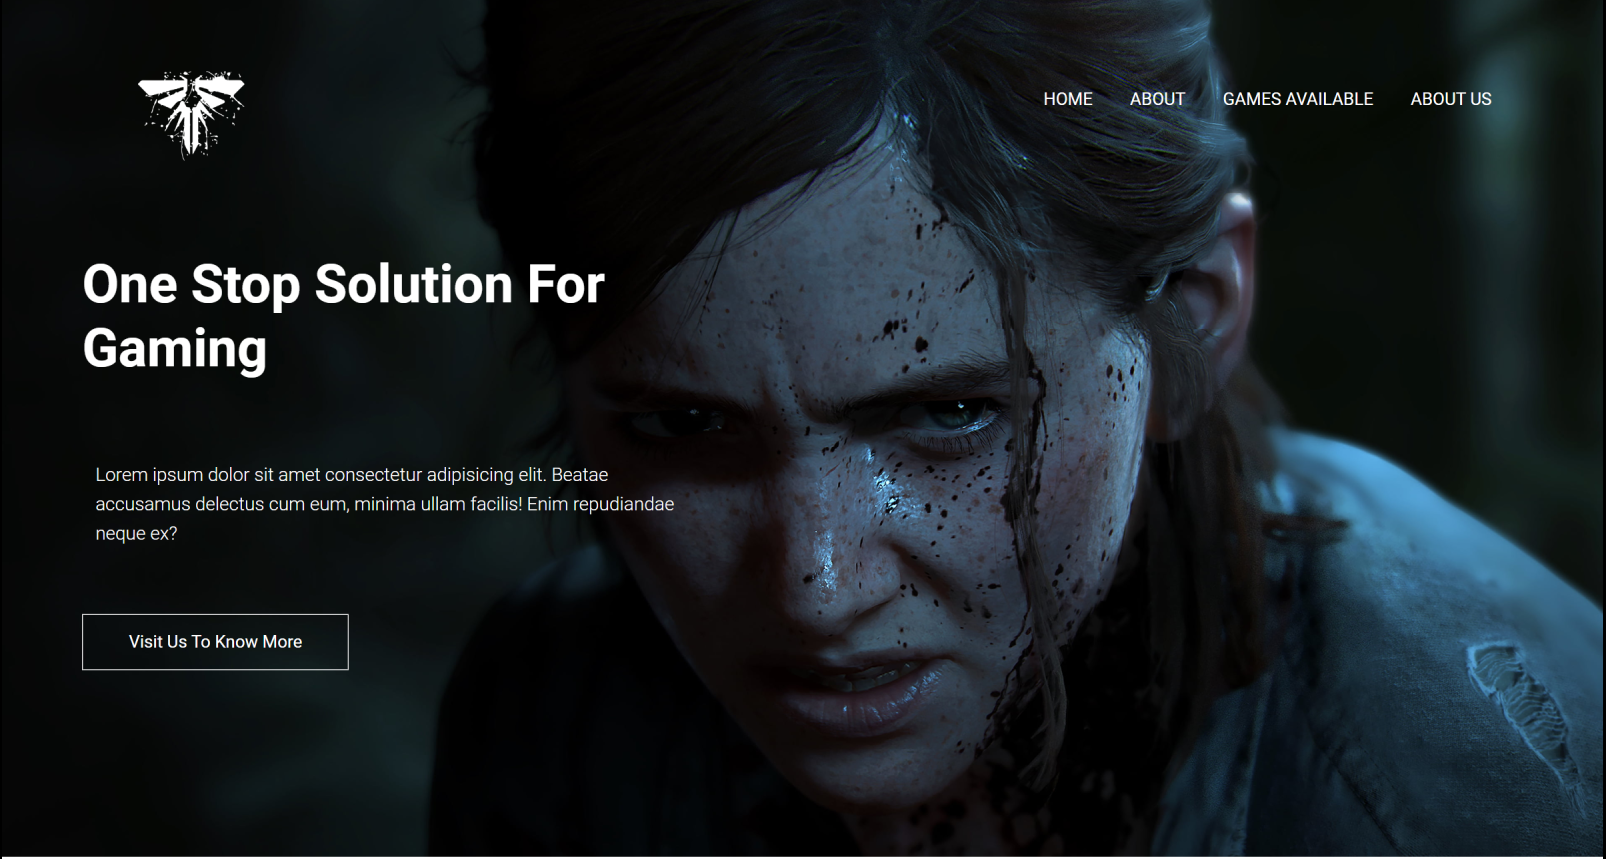 HOME ABOUT GAMES AVAILABLE ABOUT US
One Stop Solution For
Gaming
Lorem ipsum dolor sit amet consectetur adipisicing elit. Beatae
accusamus delectus cum eum, minima ullam facilis! Enim repudiandae
neque ex?
Visit Us To Know More